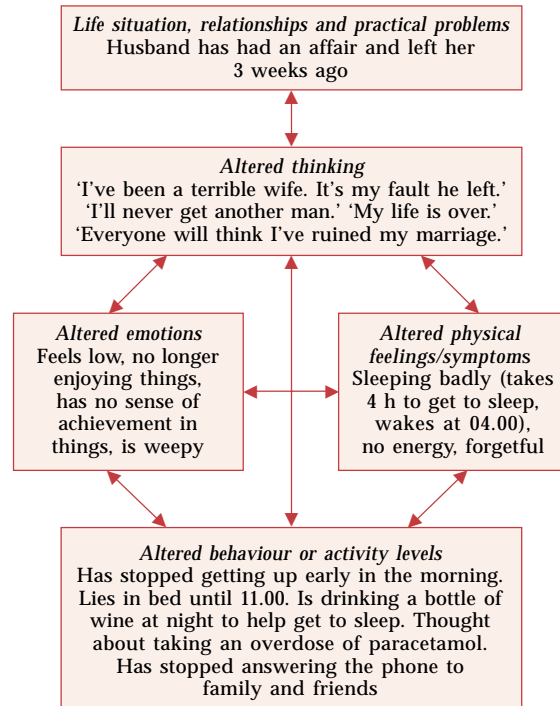 Life situation, relationships and practical problems
Husband has had an affair and left her
3 weeks ago
Altered thinking
‘I’ve been a terrible wife. It’s my fault he left.’
‘I’ll never get another man.’ ‘My life is over.’
‘Everyone will think I’ve ruined my marriage.’
Altered emotions
Feels low, no longer
enjoying things,
has no sense of
achievement in
things, is weepy
Altered physical
feelings/symptoms
Sleeping badly (takes
4 h to get to sleep,
wakes at 04.00),
no energy, forgetful
Altered behaviour or activity levels
Has stopped getting up early in the morning.
Lies in bed until 11.00. Is drinking a bottle of
wine at night to help get to sleep. Thought
about taking an overdose of paracetamol.
Has stopped answering the phone to
family and friends